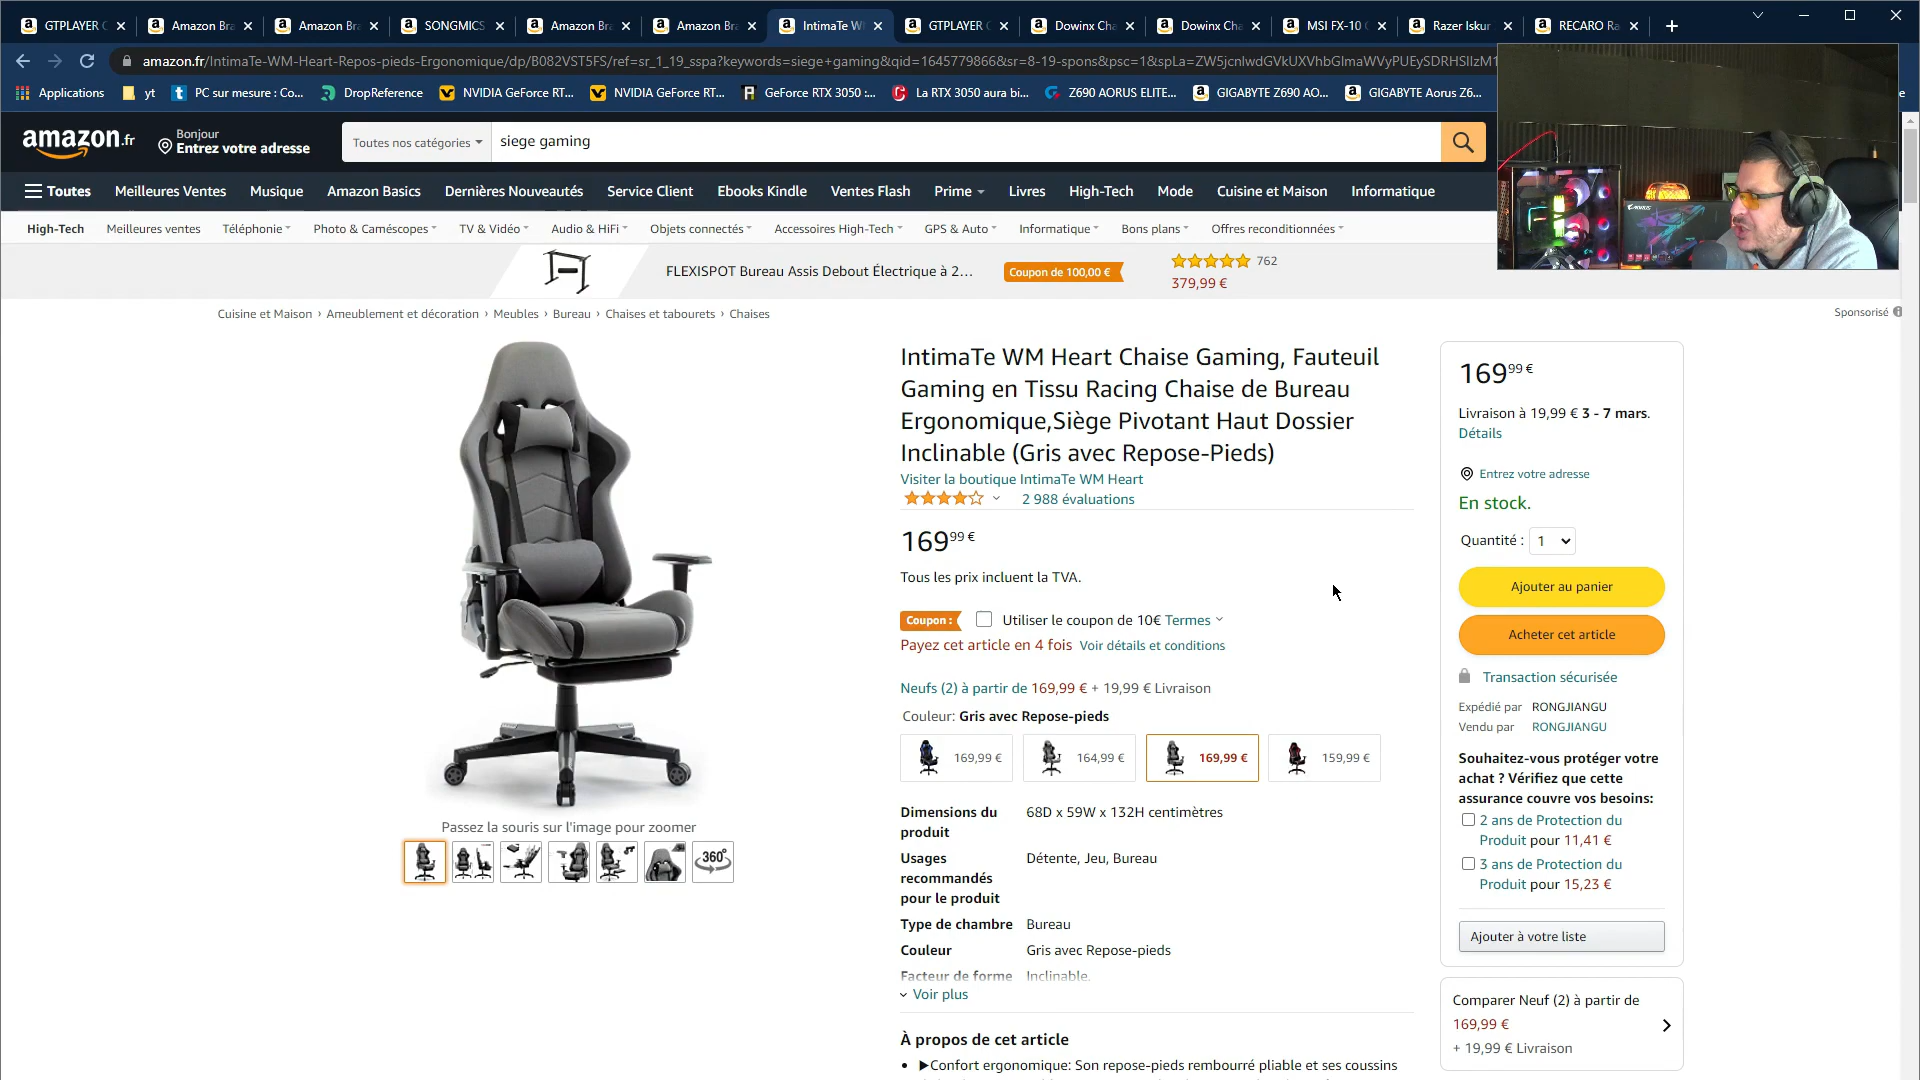 GTPLAYER C
Amazon Bra
Amazon Bra
SONGMICS
Amazon Bra
Amazon Bra
IntimaTe W
GTPLAYER C
Dowinx Cha
Dowinx Cha
MSI FX-10 C
Razer Iskur
RECARO Ra
amazon.fr/IntimaTe-WM-Heart-Repos-pieds-Ergonomique/dp/B082VST5FS/ref=sr_1_19_sspa?keywords=siege+gaming&qid=1645779866&sr=8-19-spons&psc=1&spLa=
Applications
yt
PC sur mesure : Co...
DropReference
NVIDIA GeForce RT...
NVIDIA GeForce RT...
GeForce RTX 3050 :...
La RTX 3050 aura bi...
Z690 AORUS ELITE...
GIGABYTE Z690 AO...
GIGABYTE Aorus Z6...
amazon.fr
Bonjour
Entrez votre adresse
Toutes nos catégories
siege gaming
Toutes
Meilleures Ventes
Musique
Amazon Basics
Dernières Nouveautés
Service Client
Ebooks Kindle
Ventes Flash
Prime
Livres
High-Tech
Mode
Cuisine et Maison
Informatique
High-Tech
Meilleures ventes
Téléphonie
Photo & Caméscopes
TV & Vidéo
Audio & HiFi
Objets connectés
Accessoires High-Tech
GPS & Auto
Informatique
Bons plans
Offres reconditionnées
FLEXISPOT Bureau Assis Debout Électrique à 2...
Coupon de 100,00 €
762
379,99 €
Sponsorisé
Cuisine et Maison › Ameublement et décoration › Meubles › Bureau › Chaises et tabourets › Chaises
IntimaTe WM Heart Chaise Gaming, Fauteuil
Gaming en Tissu Racing Chaise de Bureau
Ergonomique,Siège Pivotant Haut Dossier
Inclinable (Gris avec Repose-Pieds)
Visiter la boutique IntimaTe WM Heart
2 988 évaluations
169,99 €
Tous les prix incluent la TVA.
Coupon :
Utiliser le coupon de 10€ Termes
Payez cet article en 4 fois Voir détails et conditions
Neufs (2) à partir de 169,99 € + 19,99 € Livraison
Couleur: Gris avec Repose-pieds
169,99 €
164,99 €
169,99 €
159,99 €
Dimensions du produit
68D x 59W x 132H centimètres
Usages recommandés pour le produit
Détente, Jeu, Bureau
Type de chambre
Bureau
Couleur
Gris avec Repose-pieds
Facteur de forme
Inclinable.
Voir plus
À propos de cet article
• ▶Confort ergonomique: Son repose-pieds rembourré pliable et ses coussins
Passez la souris sur l'image pour zoomer
360°
169,99 €
Livraison à 19,99 € 3 - 7 mars.
Détails
Entrez votre adresse
En stock.
Quantité : 1
Ajouter au panier
Acheter cet article
Transaction sécurisée
Expédié par RONGJIANGU
Vendu par RONGJIANGU
Souhaitez-vous protéger votre
achat ? Vérifiez que cette
assurance couvre vos besoins:
2 ans de Protection du
Produit pour 11,41 €
3 ans de Protection du
Produit pour 15,23 €
Ajouter à votre liste
Comparer Neuf (2) à partir de
169,99 €
+ 19,99 € Livraison
AORUS